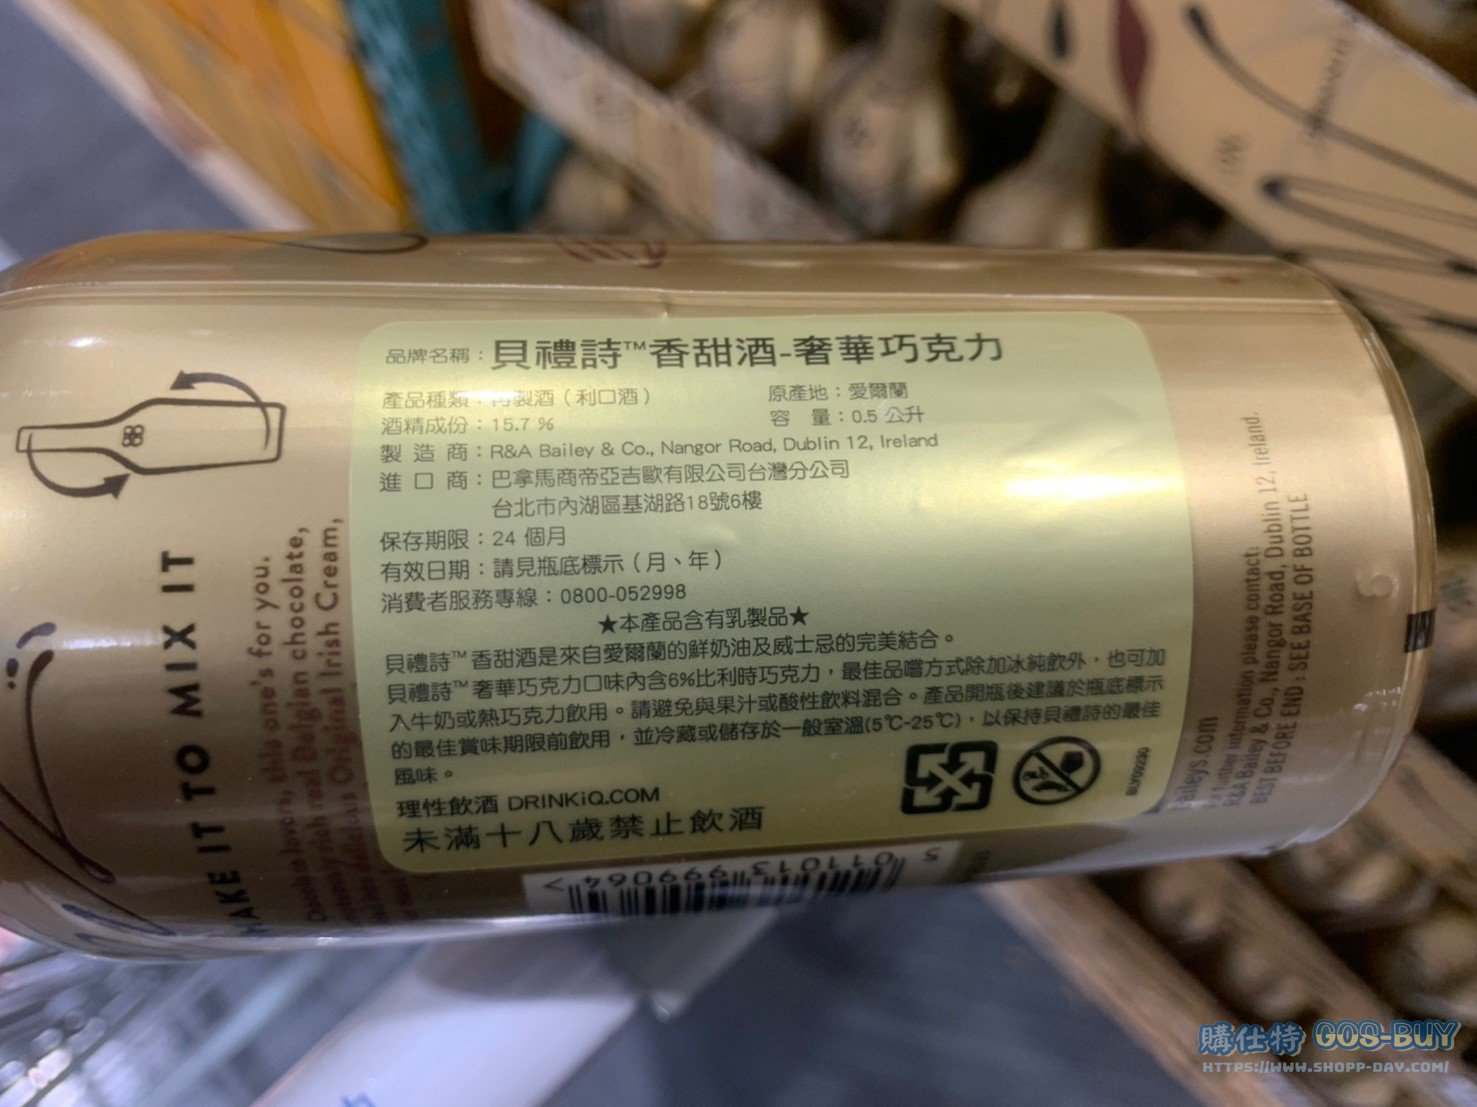 品牌名稱：貝禮詩™香甜酒-奢華巧克力
產品種類：再製酒（利口酒）
原產地：愛爾蘭
酒精成份：15.7 %
容 量：0.5 公升
製 造 商：R&A Bailey & Co., Nangor Road, Dublin 12, Ireland
進 口 商：巴拿馬商帝亞吉歐有限公司台灣分公司
台北市內湖區基湖路18號6樓
保存期限：24 個月
有效日期：請見瓶底標示（月、年）
消費者服務專線：0800-052998
★本產品含有乳製品★
貝禮詩™ 香甜酒是來自愛爾蘭的鮮奶油及威士忌的完美結合。
貝禮詩™ 奢華巧克力口味內含6%比利時巧克力，最佳品嚐方式除加冰純飲外，也可加
入牛奶或熱巧克力飲用。請避免與果汁或酸性飲料混合。產品開瓶後建議於瓶底標示
的最佳賞味期限前飲用，並冷藏或儲存於一般室溫(5℃-25℃)，以保持貝禮詩的最佳
風味。
理性飲酒 DRINKiQ.COM
未滿十八歲禁止飲酒
SHAKE IT TO MIX IT
Chocolate lovers, this one's for you.
rich real Belgian chocolate,
delicious Original Irish Cream,
5 011013 999064 >
aileys.com
For further information please contact:
R&A Bailey & Co., Nangor Road, Dublin 12, Ireland.
BEST BEFORE END: SEE BASE OF BOTTLE
購仕特 GOS-BUY
HTTPS://WWW.SHOPP-DAY.COM/